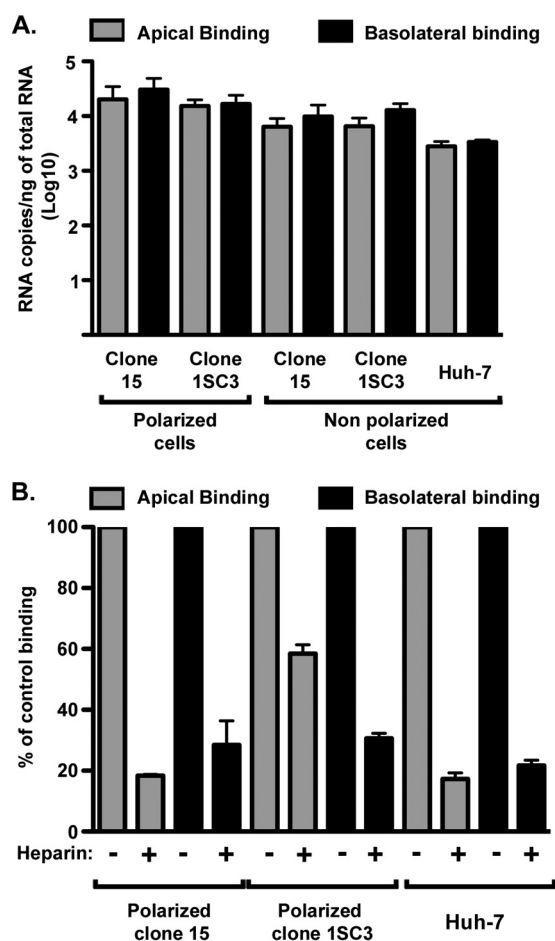 A.
Apical Binding
Basolateral binding
RNA copies/ng of total RNA
(Log10)
5
4
3
2
1
Clone
15
Clone
1SC3
Clone
15
Clone
1SC3
Huh-7
Polarized
cells
Non polarized
cells
B.
Apical Binding
Basolateral binding
% of control binding
100
80
60
40
20
0
Heparin: - + - + - + - + - + - +
Polarized
clone 15
Polarized
clone 1SC3
Huh-7